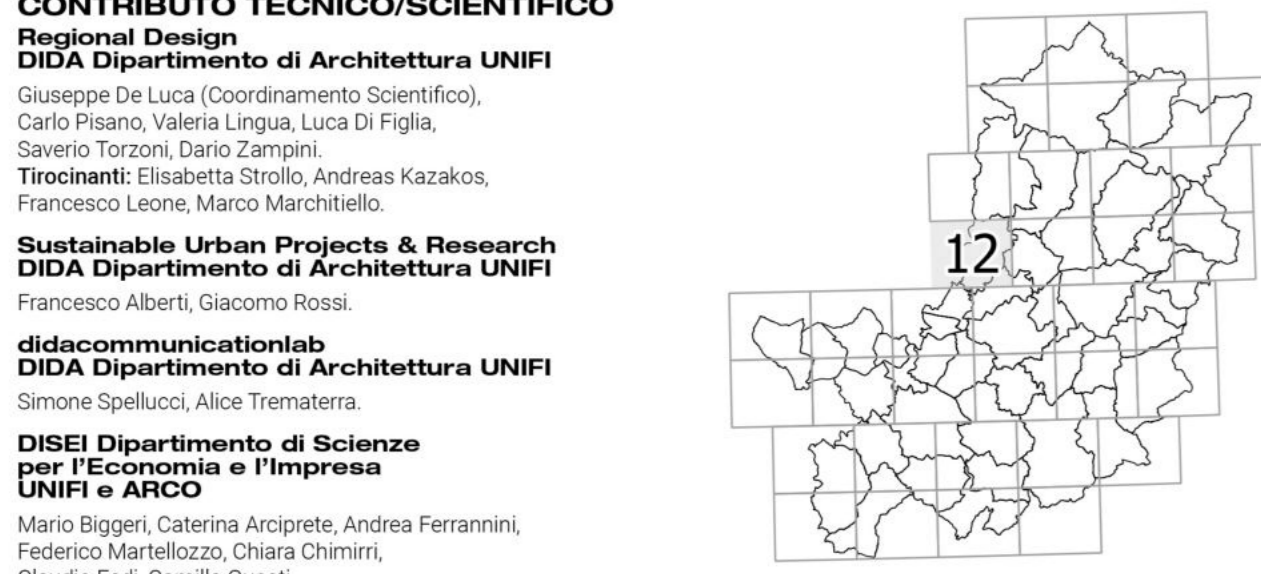 CONTRIBUTO TECNICO/SCIENTIFICO
Regional Design
DIDA Dipartimento di Architettura UNIFI
Giuseppe De Luca (Coordinamento Scientifico),
Carlo Pisano, Valeria Lingua, Luca Di Figlia,
Saverio Torzoni, Dario Zampini.
Tirocinanti: Elisabetta Strollo, Andreas Kazakos,
Francesco Leone, Marco Marchitiello.
Sustainable Urban Projects & Research
DIDA Dipartimento di Architettura UNIFI
Francesco Alberti, Giacomo Rossi.
didacommunicationlab
DIDA Dipartimento di Architettura UNIFI
Simone Spellucci, Alice Trematerra.
DISEI Dipartimento di Scienze
per l'Economia e l'Impresa
UNIFI e ARCO
Mario Biggeri, Caterina Arciprete, Andrea Ferrannini,
Federico Martellozzo, Chiara Chimirri,
12